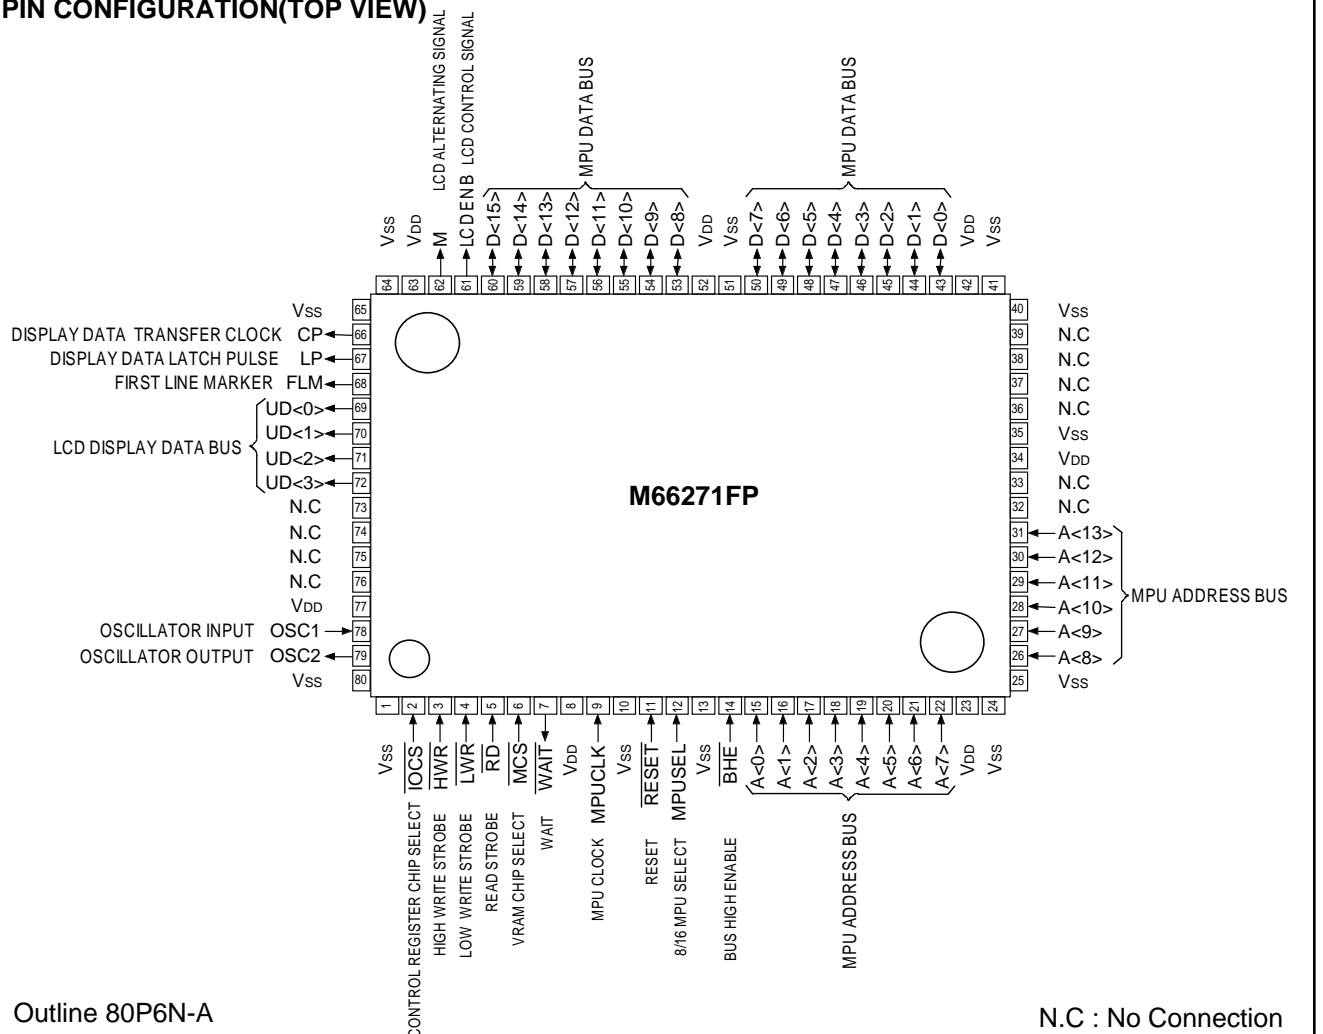 PIN CONFIGURATION(TOP VIEW)
LCD ALTERNATING SIGNAL
LCD CONTROL SIGNAL
MPU DATA BUS
MPU DATA BUS
Vss
VDD
M
LCDENB
D<15>
D<14>
D<13>
D<12>
D<11>
D<10>
D<9>
D<8>
VDD
Vss
D<7>
D<6>
D<5>
D<4>
D<3>
D<2>
D<1>
D<0>
VDD
Vss
64 63 62 61 60 59 58 57 56 55 54 53 52 51 50 49 48 47 46 45 44 43 42 41
Vss 65
DISPLAY DATA TRANSFER CLOCK CP 66
DISPLAY DATA LATCH PULSE LP 67
FIRST LINE MARKER FLM 68
LCD DISPLAY DATA BUS
UD<0> 69
UD<1> 70
UD<2> 71
UD<3> 72
N.C 73
N.C 74
N.C 75
N.C 76
VDD 77
OSCILLATOR INPUT OSC1 78
OSCILLATOR OUTPUT OSC2 79
Vss 80
M66271FP
40 Vss
39 N.C
38 N.C
37 N.C
36 N.C
35 Vss
34 VDD
33 N.C
32 N.C
31 A<13>
30 A<12>
29 A<11>
28 A<10>
27 A<9>
26 A<8>
25 Vss
MPU ADDRESS BUS
1 2 3 4 5 6 7 8 9 10 11 12 13 14 15 16 17 18 19 20 21 22 23 24
Vss
IOCS
HWR
LWR
RD
MCS
WAIT
VDD
MPUCLK
Vss
RESET
MPUSEL
Vss
BHE
A<0>
A<1>
A<2>
A<3>
A<4>
A<5>
A<6>
A<7>
VDD
Vss
CONTROL REGISTER CHIP SELECT
HIGH WRITE STROBE
LOW WRITE STROBE
READ STROBE
VRAM CHIP SELECT
WAIT
MPU CLOCK
RESET
8/16 MPU SELECT
BUS HIGH ENABLE
MPU ADDRESS BUS
Outline 80P6N-A
N.C : No Connection